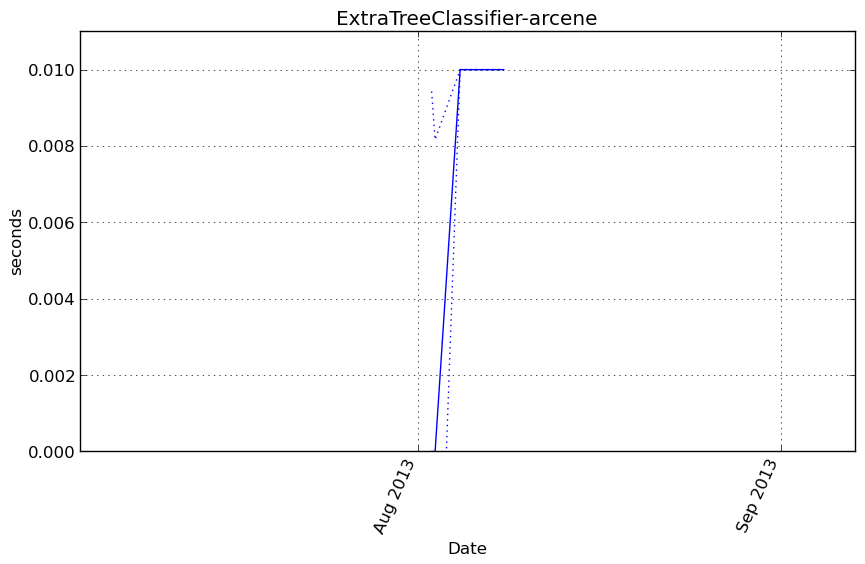 ExtraTreeClassifier-arcene
0.010
0.008
0.006
0.004
0.002
0.000
seconds
Aug 2013
Sep 2013
Date